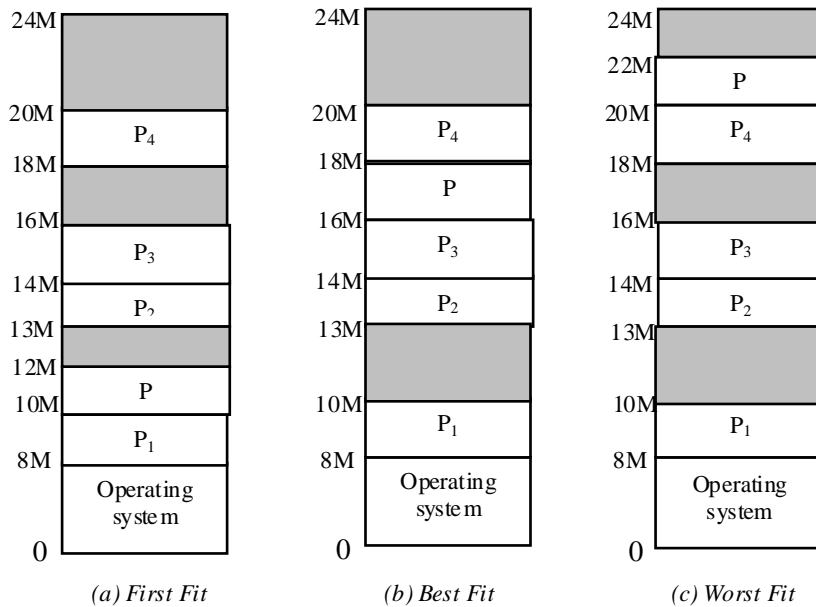 24M
20M
P4
18M
16M
P3
14M
P2
13M
12M
P
10M
P1
8M
Operating
system
0
(a) First Fit
24M
20M
P4
18M
P
16M
P3
14M
P2
13M
10M
P1
8M
Operating
system
0
(b) Best Fit
24M
22M
P
20M
P4
18M
16M
P3
14M
P2
13M
10M
P1
8M
Operating
system
0
(c) Worst Fit